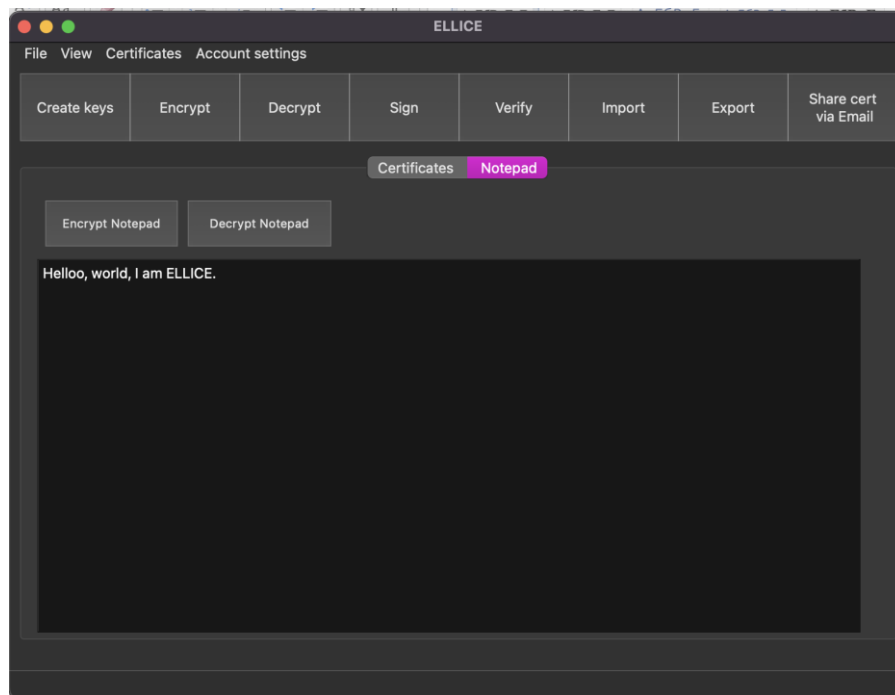 ELLICE
File View Certificates Account settings
Create keys Encrypt Decrypt Sign Verify Import Export Share cert
via Email
Certificates Notepad
Encrypt Notepad Decrypt Notepad
Helloo, world, I am ELLICE.